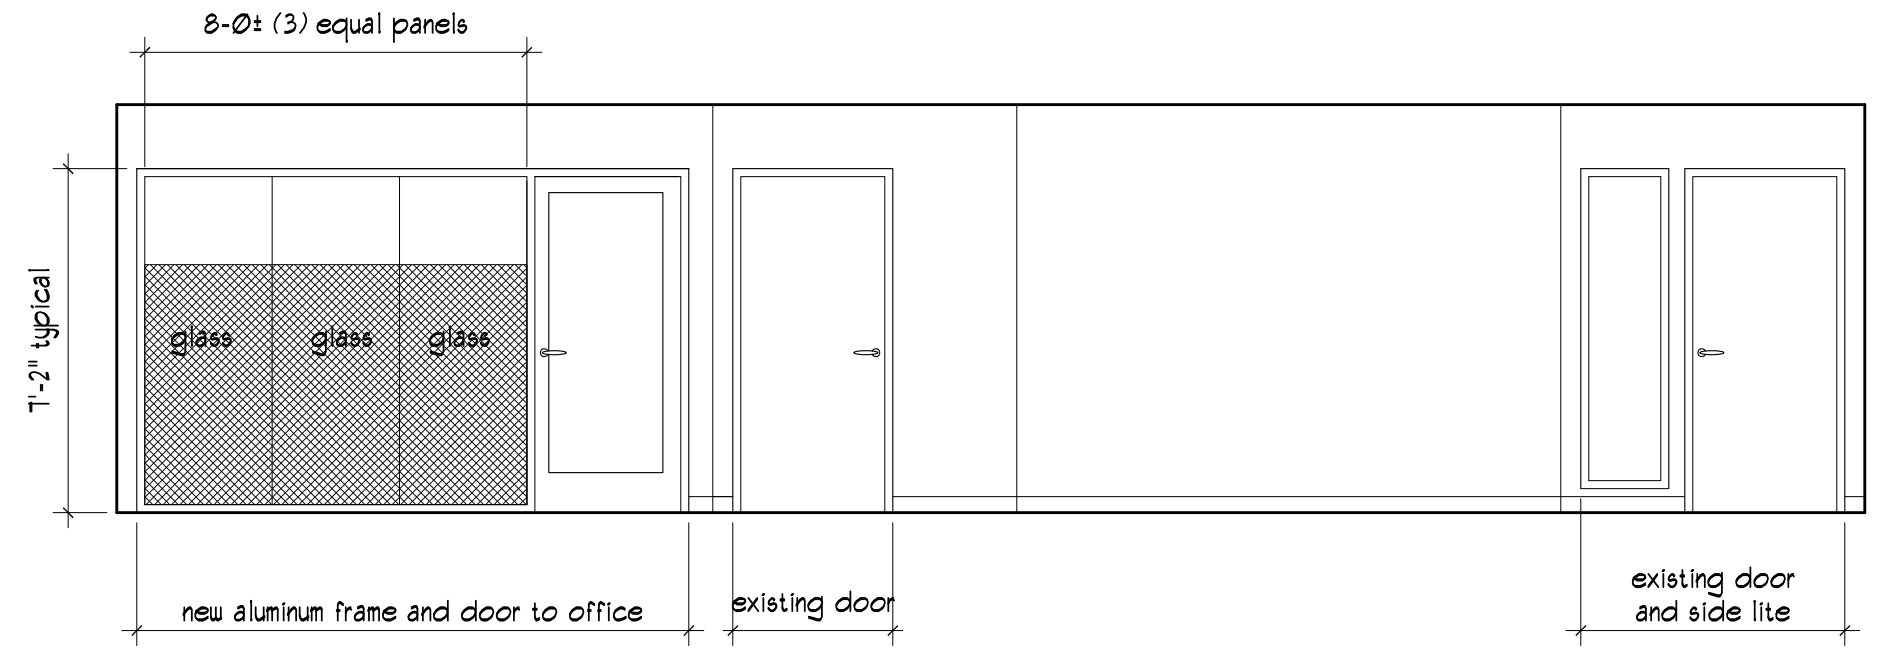 8-0± (3) equal panels
7'-2" typical
glass
glass
glass
new aluminum frame and door to office
existing door
existing door
and side lite